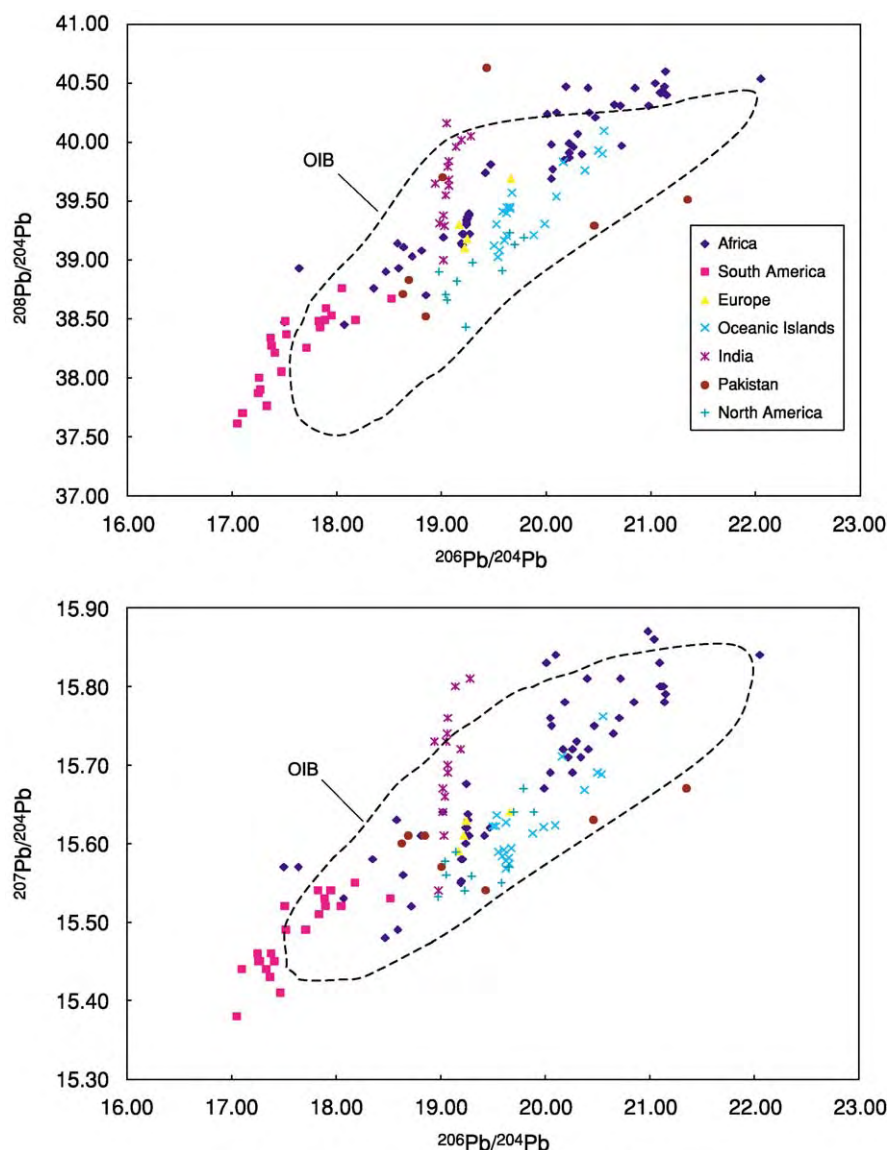 41.00
40.50
40.00
39.50
39.00
38.50
38.00
37.50
37.00
208Pb/204Pb
OIB
Africa
South America
Europe
Oceanic Islands
India
Pakistan
North America
16.00 17.00 18.00 19.00 20.00 21.00 22.00 23.00
206Pb/204Pb
15.90
15.80
15.70
15.60
15.50
15.40
15.30
207Pb/204Pb
OIB
16.00 17.00 18.00 19.00 20.00 21.00 22.00 23.00
206Pb/204Pb